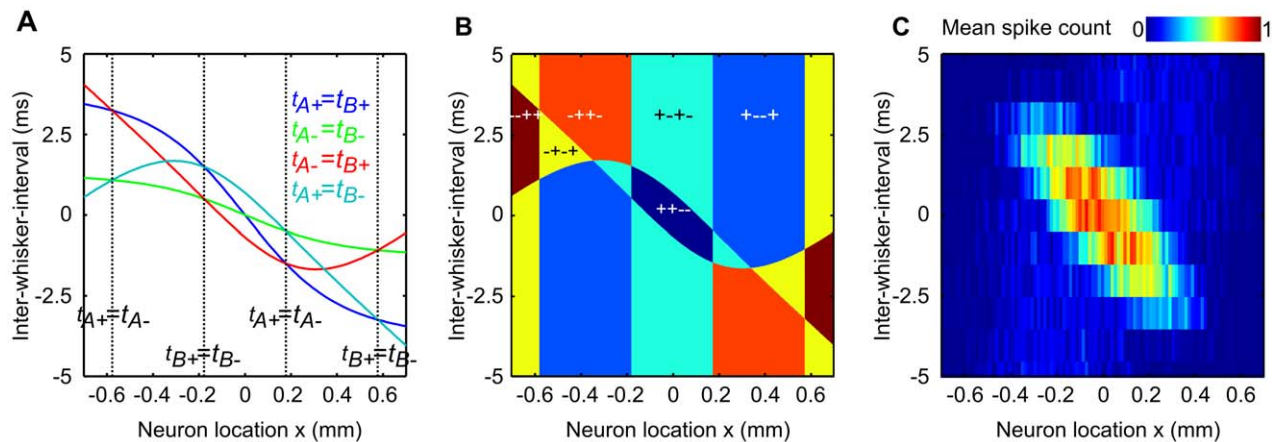 A
Inter-whisker-interval (ms)
5
2.5
0
-2.5
-5
tA+=tB+
tA-=tB-
tA-=tB+
tA+=tB-
tA+=tA-
tA+=tA-
tB+=tB-
tB+=tB-
-0.6 -0.4 -0.2 0 0.2 0.4 0.6
Neuron location x (mm)
B
Inter-whisker-interval (ms)
5
2.5
0
-2.5
-5
--++ -++- +-+- +--+
-+-+
++--
-0.6 -0.4 -0.2 0 0.2 0.4 0.6
Neuron location x (mm)
C Mean spike count 0 1
Inter-whisker-interval (ms)
5
2.5
0
-2.5
-5
-0.6 -0.4 -0.2 0 0.2 0.4 0.6
Neuron location x (mm)